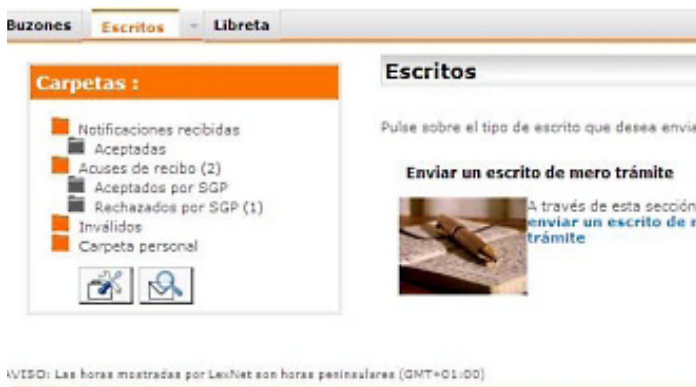 Buzones
Escritos
Libreta
Carpetas :
Notificaciones recibidas
Aceptadas
Acuses de recibo (2)
Aceptados por SGP
Rechazados por SGP (1)
Inválidos
Carpeta personal
Escritos
Pulse sobre el tipo de escrito que desea envia
Enviar un escrito de mero trámite
A través de esta sección
enviar un escrito de
trámite
AVISO: Las horas mostradas por LexNet son horas peninsulares (GMT+01:00)